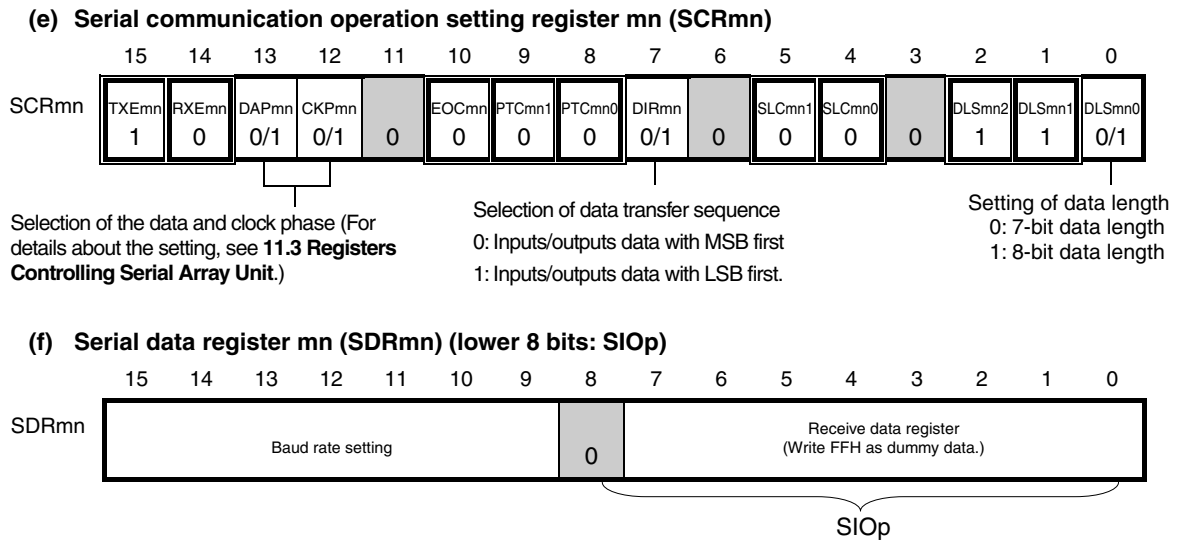 (e) Serial communication operation setting register mn (SCRmn)
15 14 13 12 11 10 9 8 7 6 5 4 3 2 1 0
SCRmn
TXEmn RXEmn DAPmn CKPmn EOCmn PTCmn1 PTCmn0 DIRmn SLCmn1 SLCmn0 DLSmn2 DLSmn1 DLSmn0
1 0 0/1 0/1 0 0 0 0 0/1 0 0 0 0 1 1 0/1
Selection of the data and clock phase (For
details about the setting, see 11.3 Registers
Controlling Serial Array Unit.)
Selection of data transfer sequence
0: Inputs/outputs data with MSB first
1: Inputs/outputs data with LSB first.
Setting of data length
0: 7-bit data length
1: 8-bit data length
(f) Serial data register mn (SDRmn) (lower 8 bits: SIOp)
15 14 13 12 11 10 9 8 7 6 5 4 3 2 1 0
SDRmn
Baud rate setting
0
Receive data register
(Write FFH as dummy data.)
SIOp